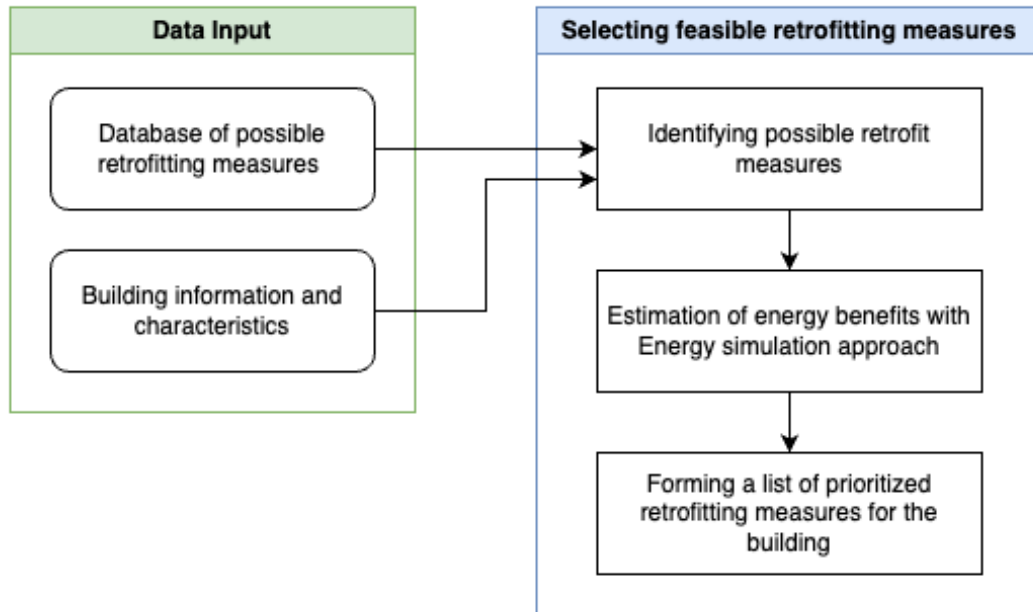 Data Input
Database of possible
retrofitting measures
Building information and
characteristics
Selecting feasible retrofitting measures
Identifying possible retrofit
measures
Estimation of energy benefits with
Energy simulation approach
Forming a list of prioritized
retrofitting measures for the
building